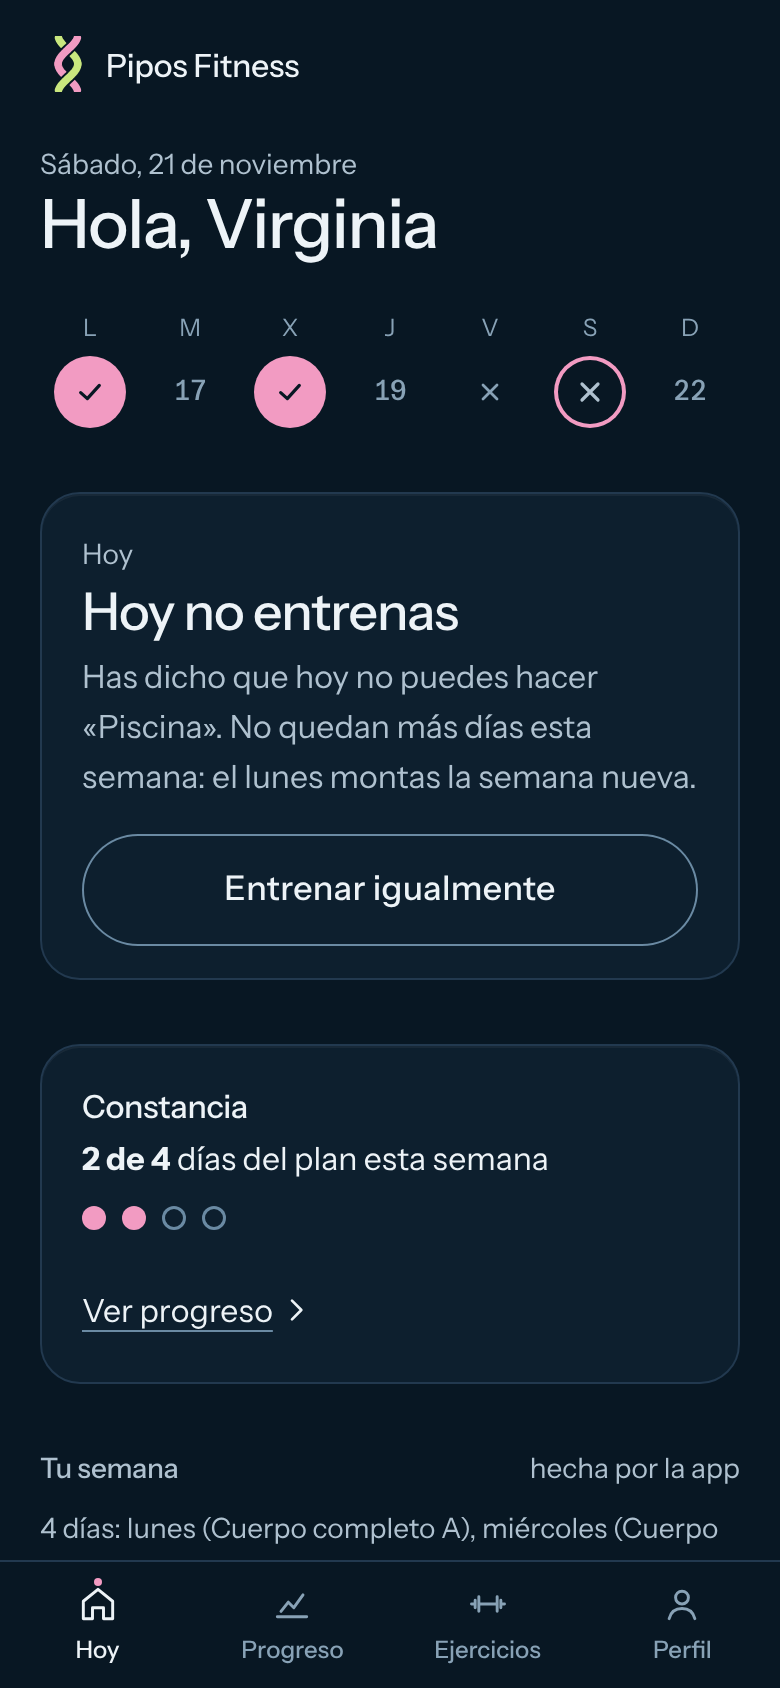 Pipos Fitness
Sábado, 21 de noviembre
Hola, Virginia
L M X J V S D
17 19 22
Hoy
Hoy no entrenas
Has dicho que hoy no puedes hacer
«Piscina». No quedan más días esta
semana: el lunes montas la semana nueva.
Entrenar igualmente
Constancia
2 de 4 días del plan esta semana
Ver progreso
Tu semana hecha por la app
4 días: lunes (Cuerpo completo A), miércoles (Cuerpo
Hoy Progreso Ejercicios Perfil